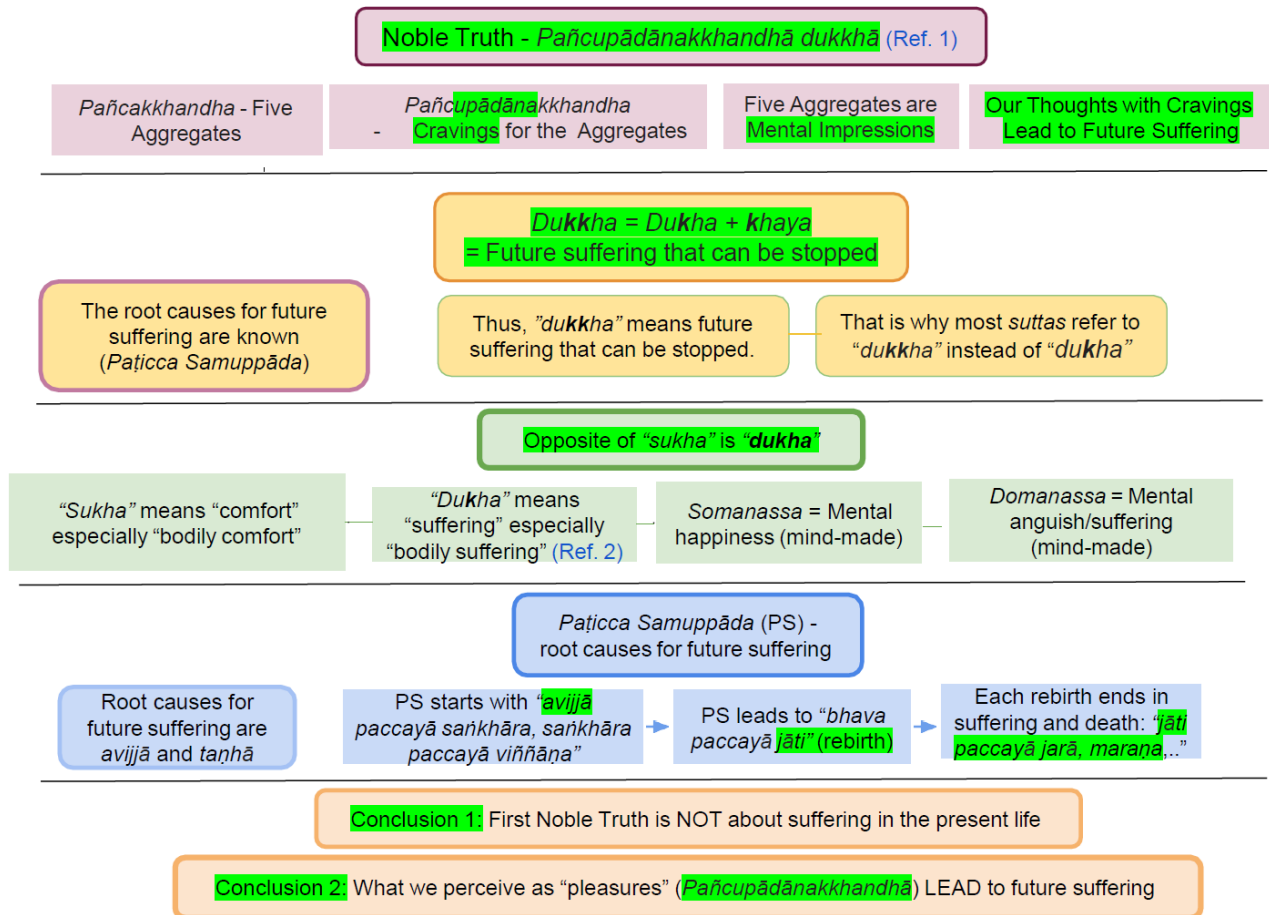 Noble Truth - Pañcupādānakkhandhā dukkhā (Ref. 1)
Pañcakkhandha - Five
Aggregates
Pañcupādānakkhandha
- Cravings for the Aggregates
Five Aggregates are
Mental Impressions
Our Thoughts with Cravings
Lead to Future Suffering
Dukkha = Dukha + khaya
= Future suffering that can be stopped
The root causes for future
suffering are known
(Paṭicca Samuppāda)
Thus, "dukkha" means future
suffering that can be stopped.
That is why most suttas refer to
"dukkha" instead of "dukha"
Opposite of "sukha" is "dukha"
"Sukha" means "comfort"
especially "bodily comfort"
"Dukha" means
"suffering" especially
"bodily suffering" (Ref. 2)
Somanassa = Mental
happiness (mind-made)
Domanassa = Mental
anguish/suffering
(mind-made)
Paṭicca Samuppāda (PS) -
root causes for future suffering
Root causes for
future suffering are
avijjā and taṇhā
PS starts with "avijjā
paccayā saṅkhāra, saṅkhāra
paccayā viññāṇa"
PS leads to "bhava
paccayā jāti" (rebirth)
Each rebirth ends in
suffering and death: "jāti
paccayā jarā, maraṇa,.."
Conclusion 1: First Noble Truth is NOT about suffering in the present life
Conclusion 2: What we perceive as "pleasures" (Pañcupādānakkhandhā) LEAD to future suffering